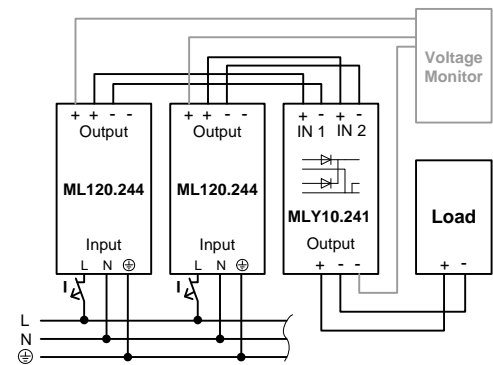 Voltage
Monitor
+ + - -
Output
ML120.244
Input
L N
I
+ + - -
Output
ML120.244
Input
L N
I
+ - + -
IN 1 IN 2
MLY10.241
Output
+ - -
Load
+ -
L
N